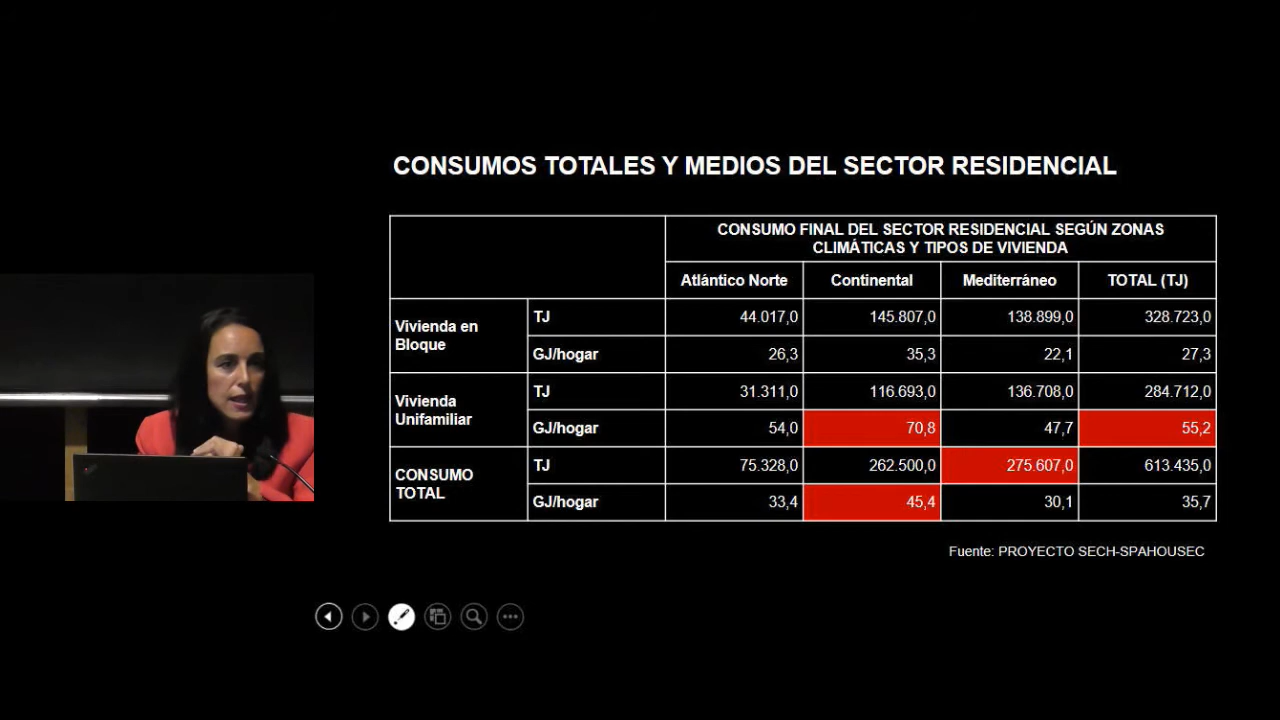 CONSUMOS TOTALES Y MEDIOS DEL SECTOR RESIDENCIAL
CONSUMO FINAL DEL SECTOR RESIDENCIAL SEGÚN ZONAS
CLIMÁTICAS Y TIPOS DE VIVIENDA
Atlántico Norte Continental Mediterráneo TOTAL (TJ)
Vivienda en
Bloque
TJ 44.017,0 145.807,0 138.899,0 328.723,0
GJ/hogar 26,3 35,3 22,1 27,3
Vivienda
Unifamiliar
TJ 31.311,0 116.693,0 136.708,0 284.712,0
GJ/hogar 54,0 70,8 47,7 55,2
CONSUMO
TOTAL
TJ 75.328,0 262.500,0 275.607,0 613.435,0
GJ/hogar 33,4 45,4 30,1 35,7
Fuente: PROYECTO SECH-SPAHOUSEC